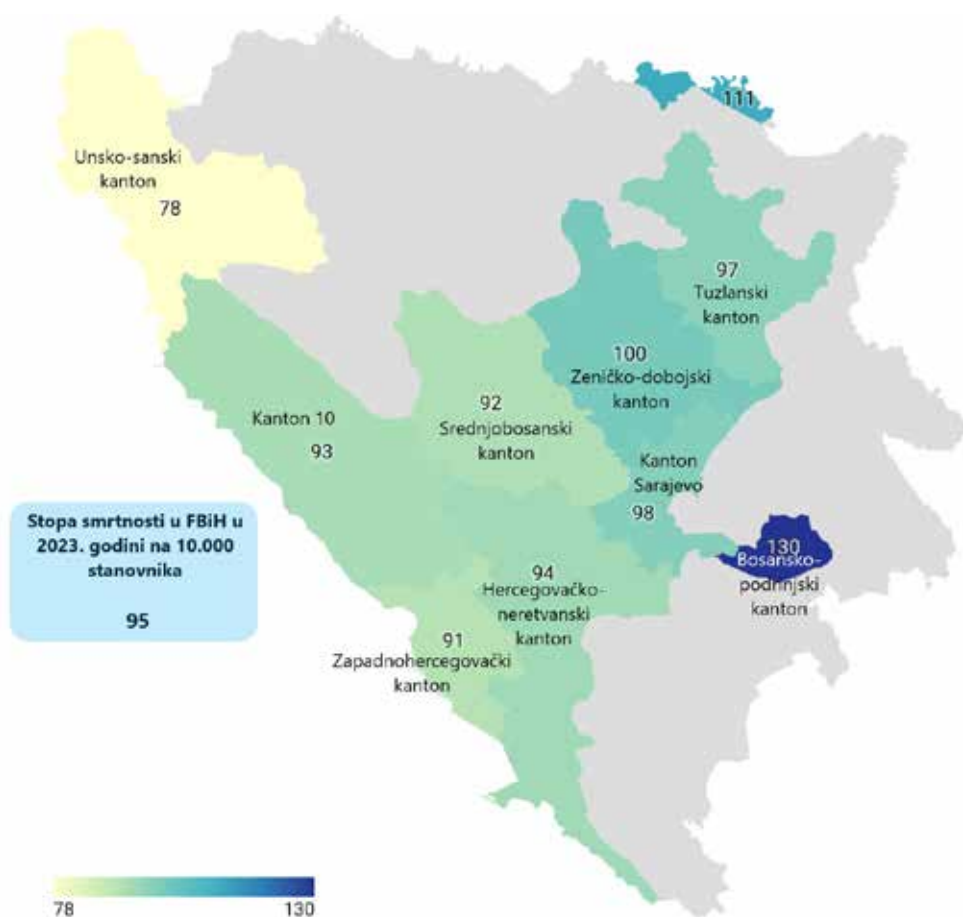 111
Unsko-sanski
kanton
78
97
Tuzlanski
kanton
100
Zeničko-dobojski
kanton
92
Srednjobosanski
kanton
Kanton 10
93
Kanton
Sarajevo
98
Stopa smrtnosti u FBiH u
2023. godini na 10.000
stanovnika
95
130
Bosansko-
podrinjski
kanton
94
Hercegovačko-
neretvanski
kanton
91
Zapadnohercegovački
kanton
78
130